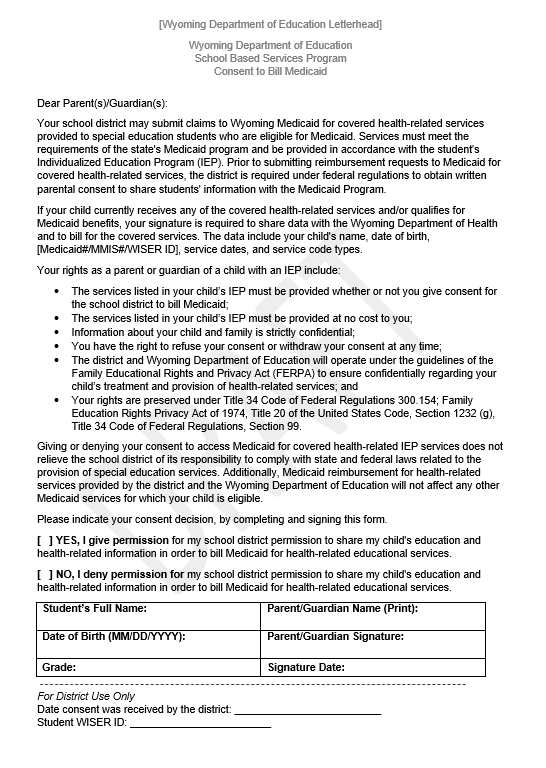 [Wyoming Department of Education Letterhead]
Wyoming Department of Education
School Based Services Program
Consent to Bill Medicaid
Dear Parent(s)/Guardian(s):
Your school district may submit claims to Wyoming Medicaid for covered health-related services
provided to special education students who are eligible for Medicaid. Services must meet the
requirements of the state's Medicaid program and be provided in accordance with the student's
Individualized Education Program (IEP). Prior to submitting reimbursement requests to Medicaid for
covered health-related services, the district is required under federal regulations to obtain written
parental consent to share students' information with the Medicaid Program.
If your child currently receives any of the covered health-related services and/or qualifies for
Medicaid benefits, your signature is required to share data with the Wyoming Department of Health
and to bill for the covered services. The data include your child's name, date of birth,
[Medicaid#/MMIS#/WISER ID], service dates, and service code types.
Your rights as a parent or guardian of a child with an IEP include:
• The services listed in your child's IEP must be provided whether or not you give consent for
the school district to bill Medicaid;
• The services listed in your child's IEP must be provided at no cost to you;
• Information about your child and family is strictly confidential;
• You have the right to refuse your consent or withdraw your consent at any time;
• The district and Wyoming Department of Education will operate under the guidelines of the
Family Educational Rights and Privacy Act (FERPA) to ensure confidentially regarding your
child's treatment and provision of health-related services; and
• Your rights are preserved under Title 34 Code of Federal Regulations 300.154; Family
Education Rights Privacy Act of 1974, Title 20 of the United States Code, Section 1232 (g),
Title 34 Code of Federal Regulations, Section 99.
Giving or denying your consent to access Medicaid for covered health-related IEP services does not
relieve the school district of its responsibility to comply with state and federal laws related to the
provision of special education services. Additionally, Medicaid reimbursement for health-related
services provided by the district and the Wyoming Department of Education will not affect any other
Medicaid services for which your child is eligible.
Please indicate your consent decision, by completing and signing this form.
[ ] YES, I give permission for my school district permission to share my child's education and
health-related information in order to bill Medicaid for health-related educational services.
[ ] NO, I deny permission for my school district permission to share my child's education and
health-related information in order to bill Medicaid for health-related educational services.
Student's Full Name: Parent/Guardian Name (Print):
Date of Birth (MM/DD/YYYY): Parent/Guardian Signature:
Grade: Signature Date:
For District Use Only
Date consent was received by the district: ________________________
Student WISER ID: ________________________
DRAFT